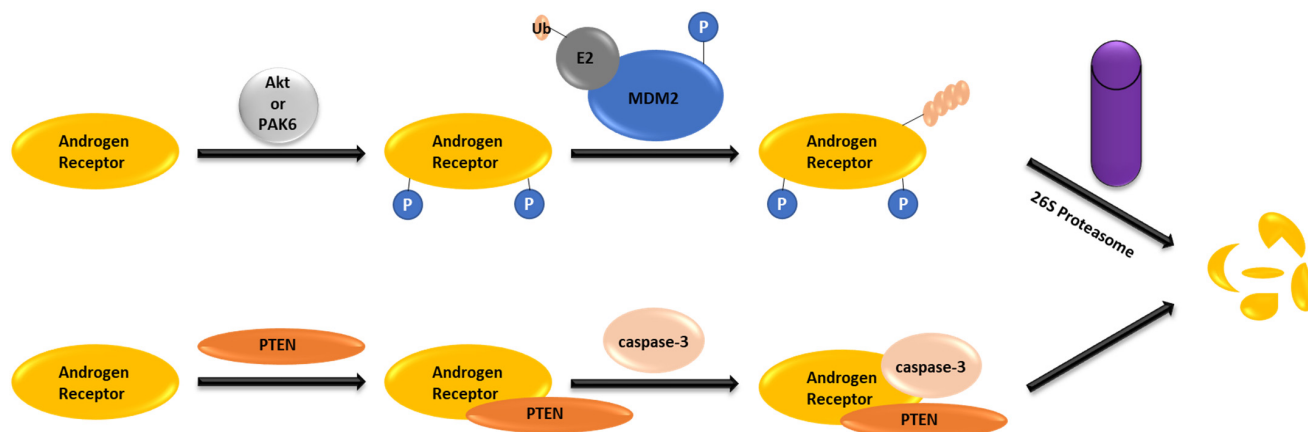 Ub
E2
P
MDM2
Akt
or
PAK6
Androgen
Receptor
Androgen
Receptor
P
P
Androgen
Receptor
P
P
26S Proteasome
Androgen
Receptor
PTEN
Androgen
Receptor
PTEN
caspase-3
Androgen
Receptor
caspase-3
PTEN